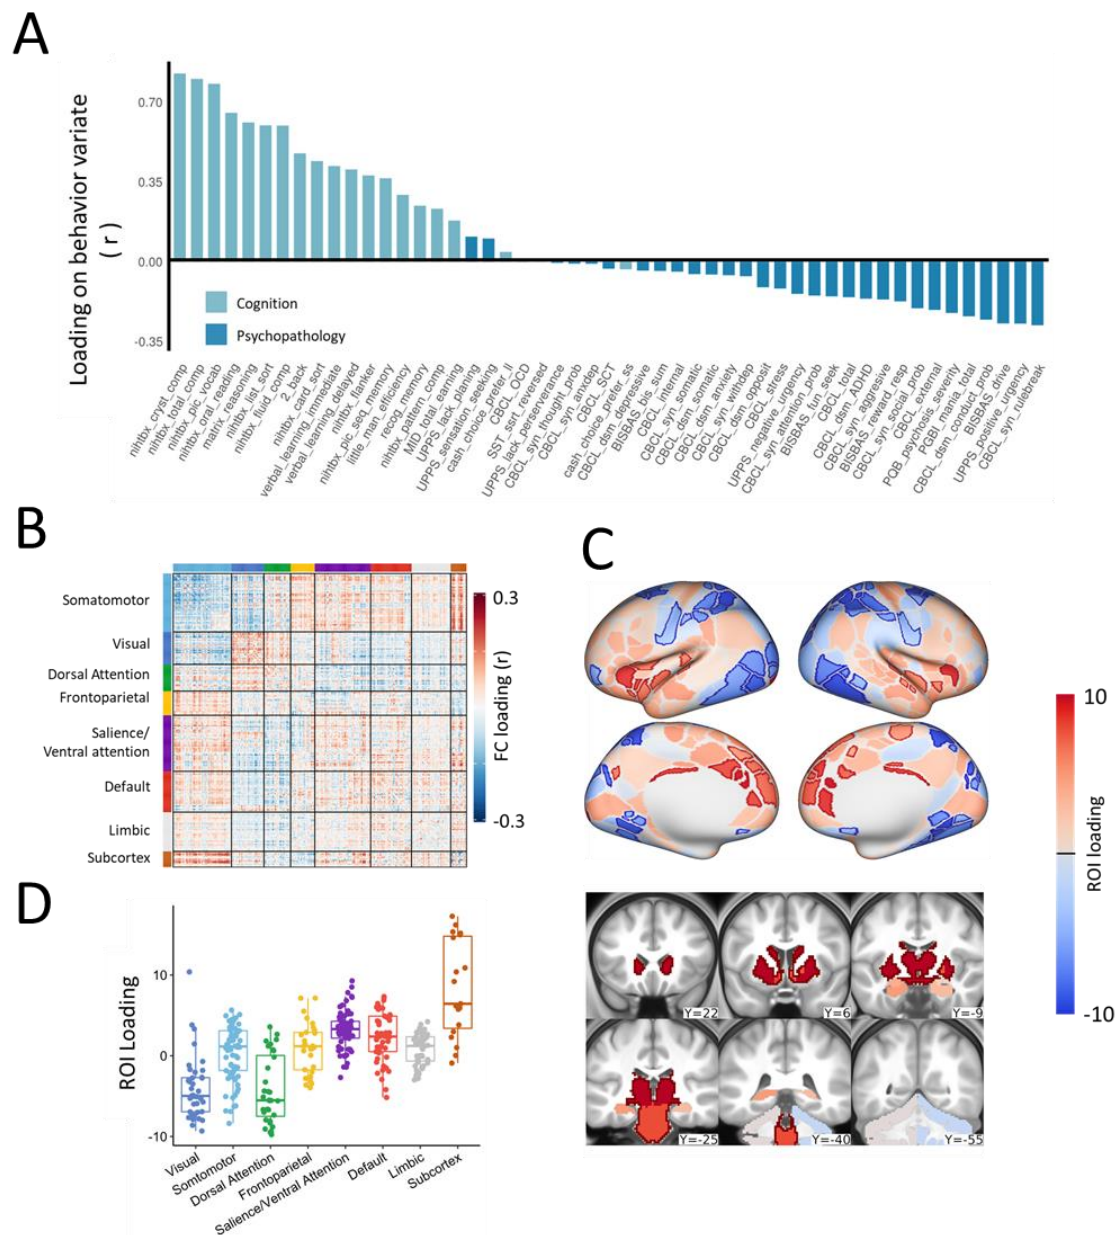 A
Loading on behavior variate
( r )
0.70
0.35
0.00
-0.35
Cognition
Psychopathology
nihtbx_cryst_comp
nihtbx_total_comp
nihtbx_pic_vocab
nihtbx_oral_reading
matrix_reasoning
nihtbx_list_sort
nihtbx_fluid_comp
2_back
nihtbx_card_sort
verbal_learning_immediate
verbal_learning_delayed
nihtbx_flanker
nihtbx_pic_seq_memory
little_man_efficiency
recog_memory
nihtbx_pattern_comp
MID_total_earning
UPPS_lack_planing
UPPS_sensation_seeking
cash_choice_prefer_ll
CBCL_OCD
SST_ssrt_reversed
UPPS_lack_perseverance
CBCL_syn_thought_prob
CBCL_syn_anxdep
CBCL_SCT
cash_choice_prefer_ss
CBCL_dsm_depressive
BISBAS_bis_sum
CBCL_internal
CBCL_syn_somatic
CBCL_dsm_somatic
CBCL_dsm_anxiety
CBCL_syn_withdep
CBCL_dsm_opposit
CBCL_stress
UPPS_negative_urgency
CBCL_syn_attention_prob
BISBAS_fun_seek
CBCL_total
CBCL_dsm_ADHD
CBCL_syn_aggresive
BISBAS_reward_resp
CBCL_syn_social_prob
CBCL_external
PQB_psychosis_severity
PGBI_mania_total
CBCL_dsm_conduct_prob
BISBAS_drive
UPPS_positive_urgency
CBCL_syn_rulebreak
B
Somatomotor
Visual
Dorsal Attention
Frontoparietal
Salience/
Ventral attention
Default
Limbic
Subcortex
0.3
FC loading (r)
-0.3
C
10
ROI loading
-10
Y=22
Y=6
Y=-9
Y=-25
Y=-40
Y=-55
D
ROI Loading
10
0
-10
Visual
Somtomotor
Dorsal Attention
Frontoparietal
Salience/Ventral Attention
Default
Limbic
Subcortex